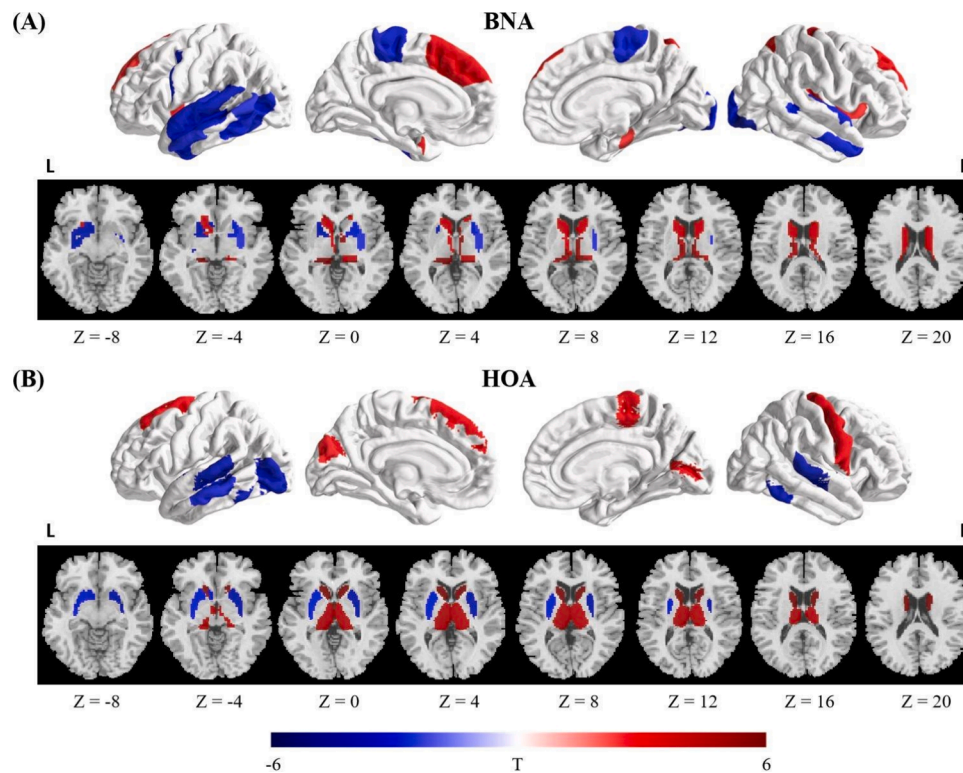 (A) BNA
L
Z = -8 Z = -4 Z = 0 Z = 4 Z = 8 Z = 12 Z = 16 Z = 20
(B) HOA
L
Z = -8 Z = -4 Z = 0 Z = 4 Z = 8 Z = 12 Z = 16 Z = 20
-6 T 6